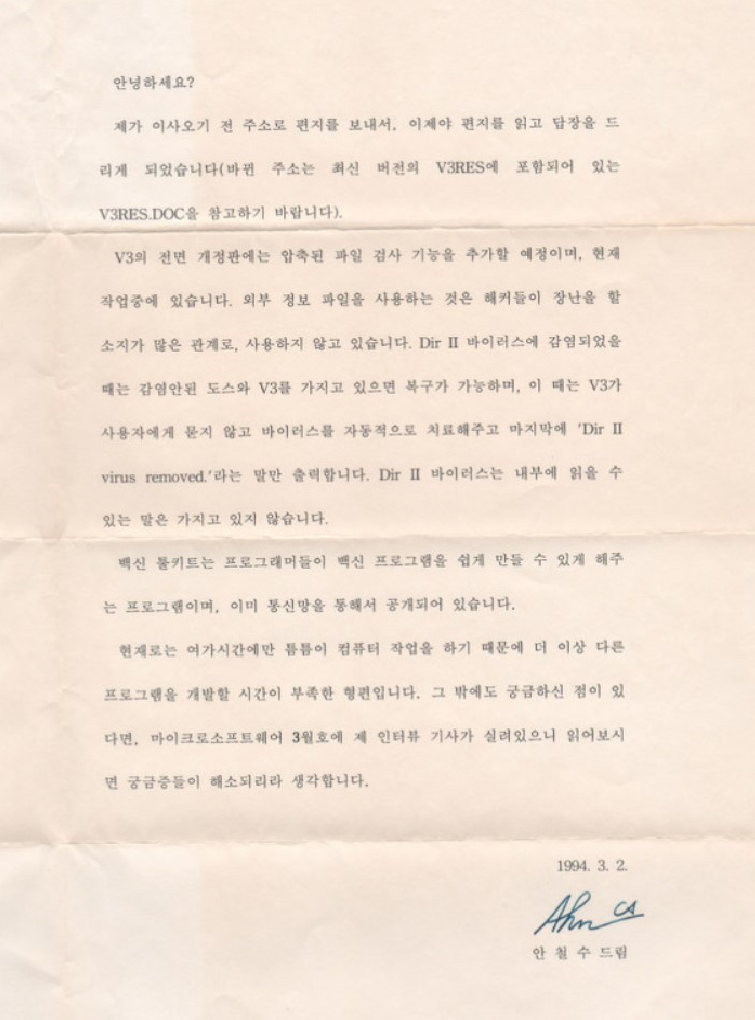 안녕하세요?
제가 이사오기 전 주소로 편지를 보내서, 이제야 편지를 읽고 답장을 드
리게 되었습니다(바뀐 주소는 최신 버전의 V3RES에 포함되어 있는
V3RES.DOC을 참고하기 바랍니다).
V3의 전면 개정판에는 압축된 파일 검사 기능을 추가할 예정이며, 현재
작업중에 있습니다. 외부 정보 파일을 사용하는 것은 해커들이 장난을 할
소지가 많은 관계로, 사용하지 않고 있습니다. Dir II 바이러스에 감염되었을
때는 감염안된 도스와 V3를 가지고 있으면 복구가 가능하며, 이 때는 V3가
사용자에게 묻지 않고 바이러스를 자동적으로 치료해주고 마지막에 'Dir II
virus removed.'라는 말만 출력합니다. Dir II 바이러스는 내부에 읽을 수
있는 말은 가지고 있지 않습니다.
백신 툴키트는 프로그래머들이 백신 프로그램을 쉽게 만들 수 있게 해주
는 프로그램이며, 이미 통신망을 통해서 공개되어 있습니다.
현재로는 여가시간에만 틈틈이 컴퓨터 작업을 하기 때문에 더 이상 다른
프로그램을 개발할 시간이 부족한 형편입니다. 그 밖에도 궁금하신 점이 있
다면, 마이크로소프트웨어 3월호에 제 인터뷰 기사가 실려있으니 읽어보시
면 궁금중들이 해소되리라 생각합니다.
1994. 3. 2.
Ahn CS
안 철 수 드림